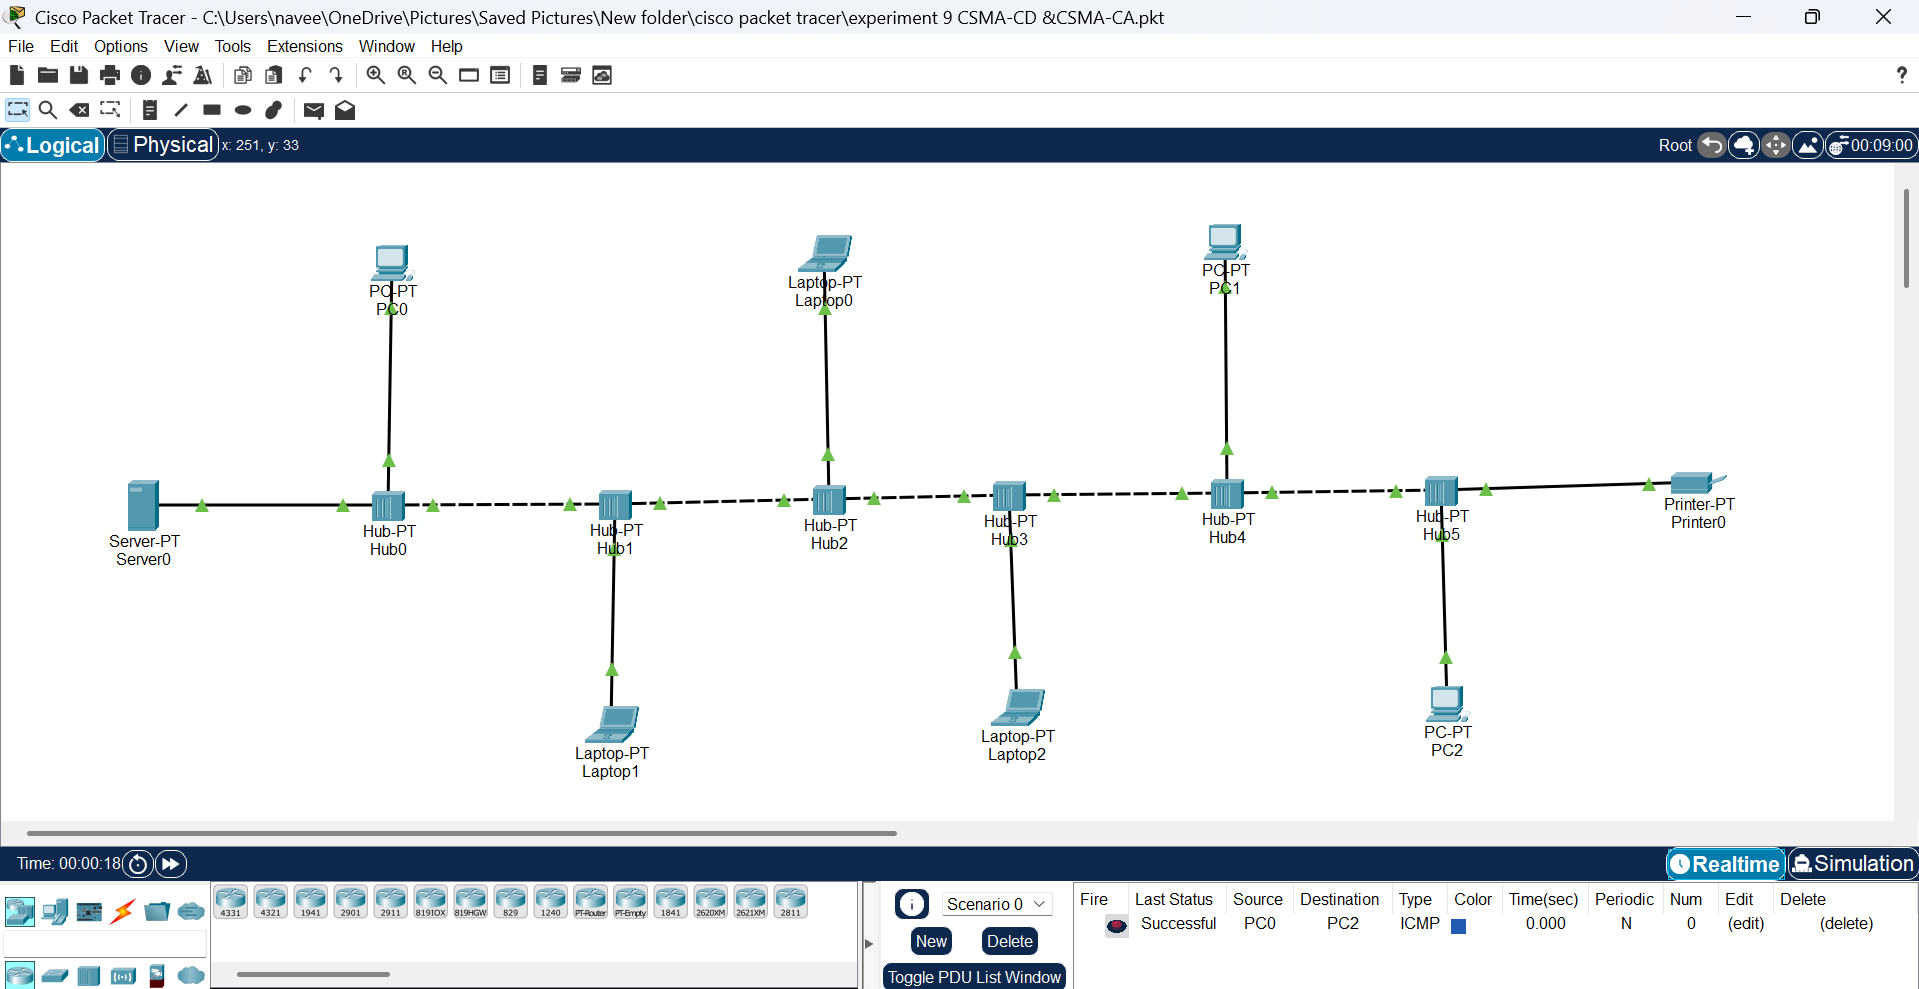 Cisco Packet Tracer - C:\Users\navee\OneDrive\Pictures\Saved Pictures\New folder\cisco packet tracer\experiment 9 CSMA-CD &CSMA-CA.pkt
File Edit Options View Tools Extensions Window Help
?
Logical Physical x: 251, y: 33 Root 00:09:00
PC-PT
PC0
Laptop-PT
Laptop0
PC-PT
PC1
Server-PT
Server0
Hub-PT
Hub0
Hub-PT
Hub1
Hub-PT
Hub2
Hub-PT
Hub3
Hub-PT
Hub4
Hub-PT
Hub5
Printer-PT
Printer0
Laptop-PT
Laptop1
Laptop-PT
Laptop2
PC-PT
PC2
Time: 00:00:18 Realtime Simulation
4331 4321 1941 2901 2911 819IOX 819HGW 829 1240 PT-Router PT-Empty 1841 2620XM 2621XM 2811
Scenario 0
New Delete
Toggle PDU List Window
Fire Last Status Source Destination Type Color Time(sec) Periodic Num Edit Delete
Successful PC0 PC2 ICMP 0.000 N 0 (edit) (delete)